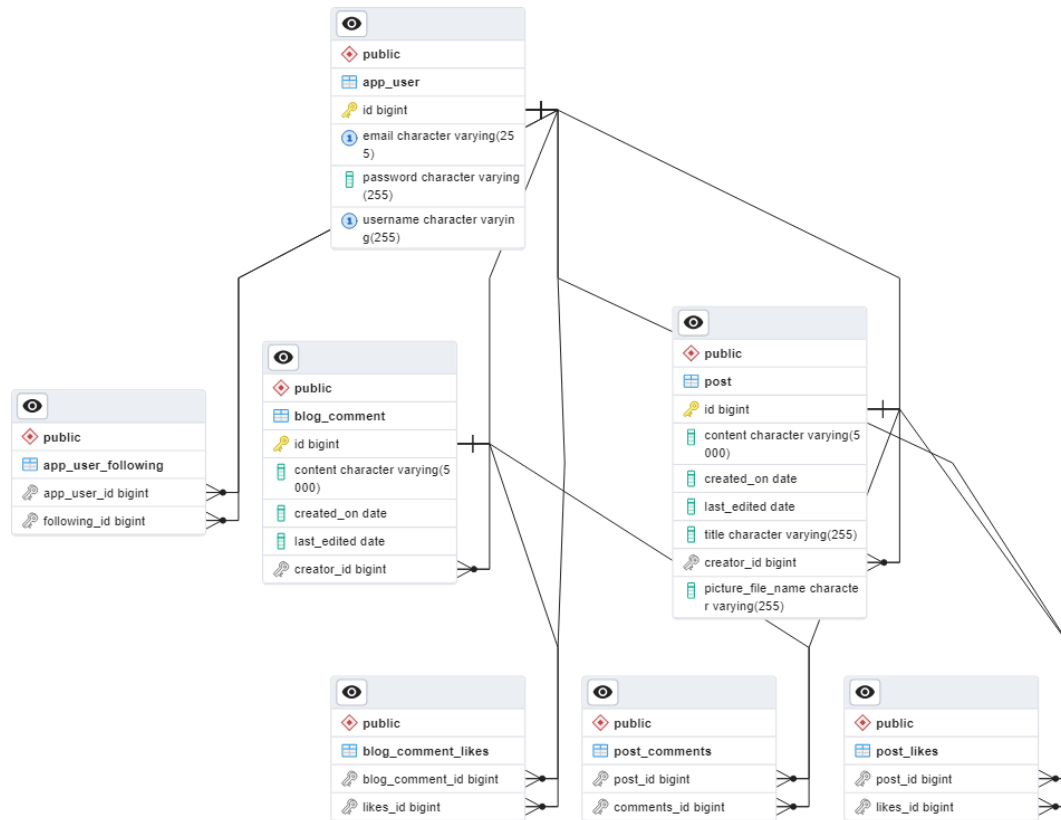 public
app_user
id bigint
email character varying(25
5)
password character varying
(255)
username character varyin
g(255)
public
app_user_following
app_user_id bigint
following_id bigint
public
blog_comment
id bigint
content character varying(5
000)
created_on date
last_edited date
creator_id bigint
public
post
id bigint
content character varying(5
000)
created_on date
last_edited date
title character varying(255)
creator_id bigint
picture_file_name characte
r varying(255)
public
blog_comment_likes
blog_comment_id bigint
likes_id bigint
public
post_comments
post_id bigint
comments_id bigint
public
post_likes
post_id bigint
likes_id bigint